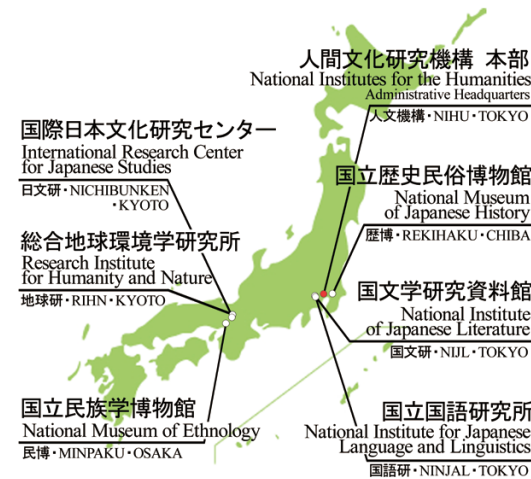 人間文化研究機構 本部
National Institutes for the Humanities
Administrative Headquarters
人文機構・NIHU・TOKYO
国際日本文化研究センター
International Research Center
for Japanese Studies
日文研・NICHIBUNKEN
・KYOTO
国立歴史民俗博物館
National Museum
of Japanese History
歴博・REKIHAKU・CHIBA
総合地球環境学研究所
Research Institute
for Humanity and Nature
地球研・RIHN・KYOTO
国文学研究資料館
National Institute
of Japanese Literature
国文研・NIJL・TOKYO
国立民族学博物館
National Museum of Ethnology
民博・MINPAKU・OSAKA
国立国語研究所
National Institute for Japanese
Language and Linguistics
国語研・NINJAL・TOKYO